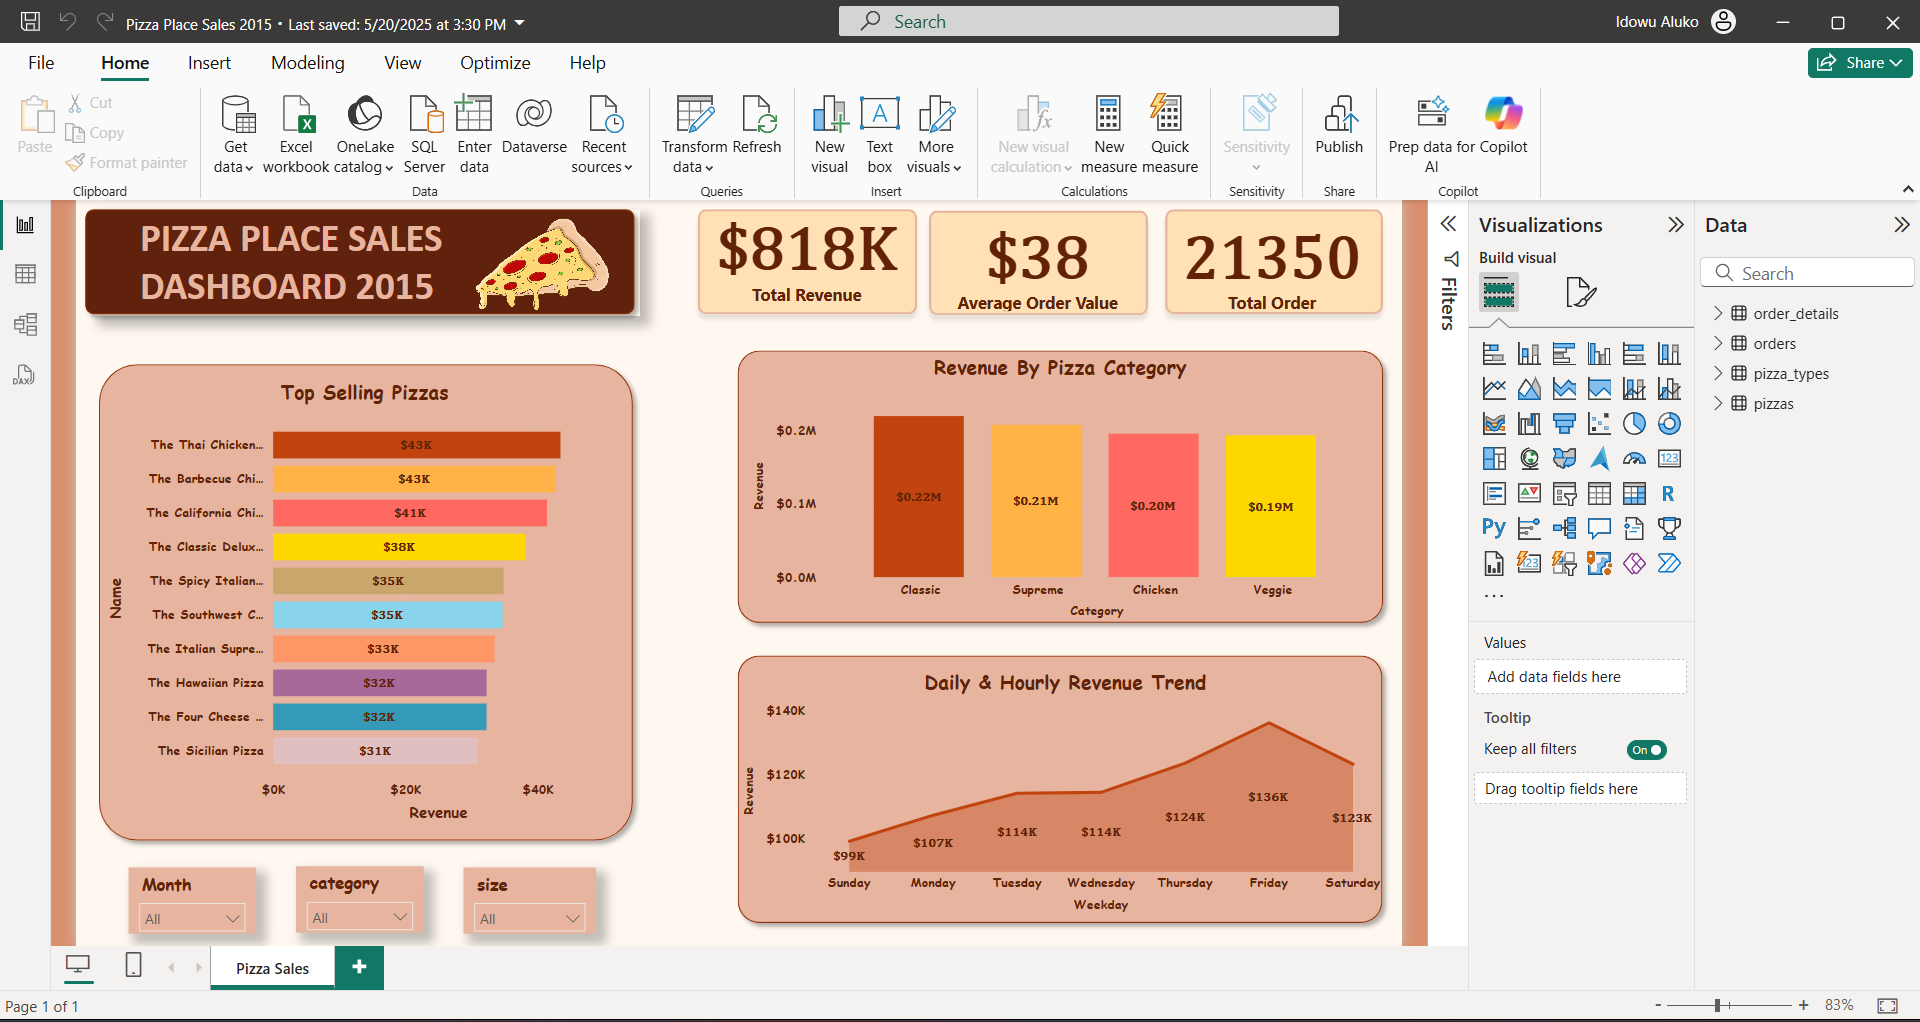 Pizza Place Sales 2015 • Last saved: 5/20/2025 at 3:30 PM
Search
Idowu Aluko
File
Home
Insert
Modeling
View
Optimize
Help
Share
Paste
Cut
Copy
Format painter
Clipboard
Get
data
Excel
workbook
OneLake
catalog
SQL
Server
Enter
data
Dataverse
Recent
sources
Data
Transform
data
Refresh
Queries
New
visual
Text
box
More
visuals
Insert
New visual
calculation
New
measure
Quick
measure
Calculations
Sensitivity
Sensitivity
Publish
Share
Prep data for
AI
Copilot
Copilot
PIZZA PLACE SALES
DASHBOARD 2015
$818K
Total Revenue
$38
Average Order Value
21350
Total Order
Top Selling Pizzas
Name
The Thai Chicken...
$43K
The Barbecue Chi...
$43K
The California Chi...
$41K
The Classic Delux...
$38K
The Spicy Italian...
$35K
The Southwest C...
$35K
The Italian Supre...
$33K
The Hawaiian Pizza
$32K
The Four Cheese ...
$32K
The Sicilian Pizza
$31K
$0K
$20K
$40K
Revenue
Month
All
category
All
size
All
Revenue By Pizza Category
Revenue
$0.2M
$0.1M
$0.0M
$0.22M
$0.21M
$0.20M
$0.19M
Classic
Supreme
Chicken
Veggie
Category
Daily & Hourly Revenue Trend
Revenue
$140K
$120K
$100K
$99K
$107K
$114K
$114K
$124K
$136K
$123K
Sunday
Monday
Tuesday
Wednesday
Thursday
Friday
Saturday
Weekday
Filters
Visualizations
Build visual
123
R
Py
123
...
Values
Add data fields here
Tooltip
Keep all filters
On
Drag tooltip fields here
Data
Search
order_details
orders
pizza_types
pizzas
DAX
Pizza Sales
+
Page 1 of 1
-
+
83%